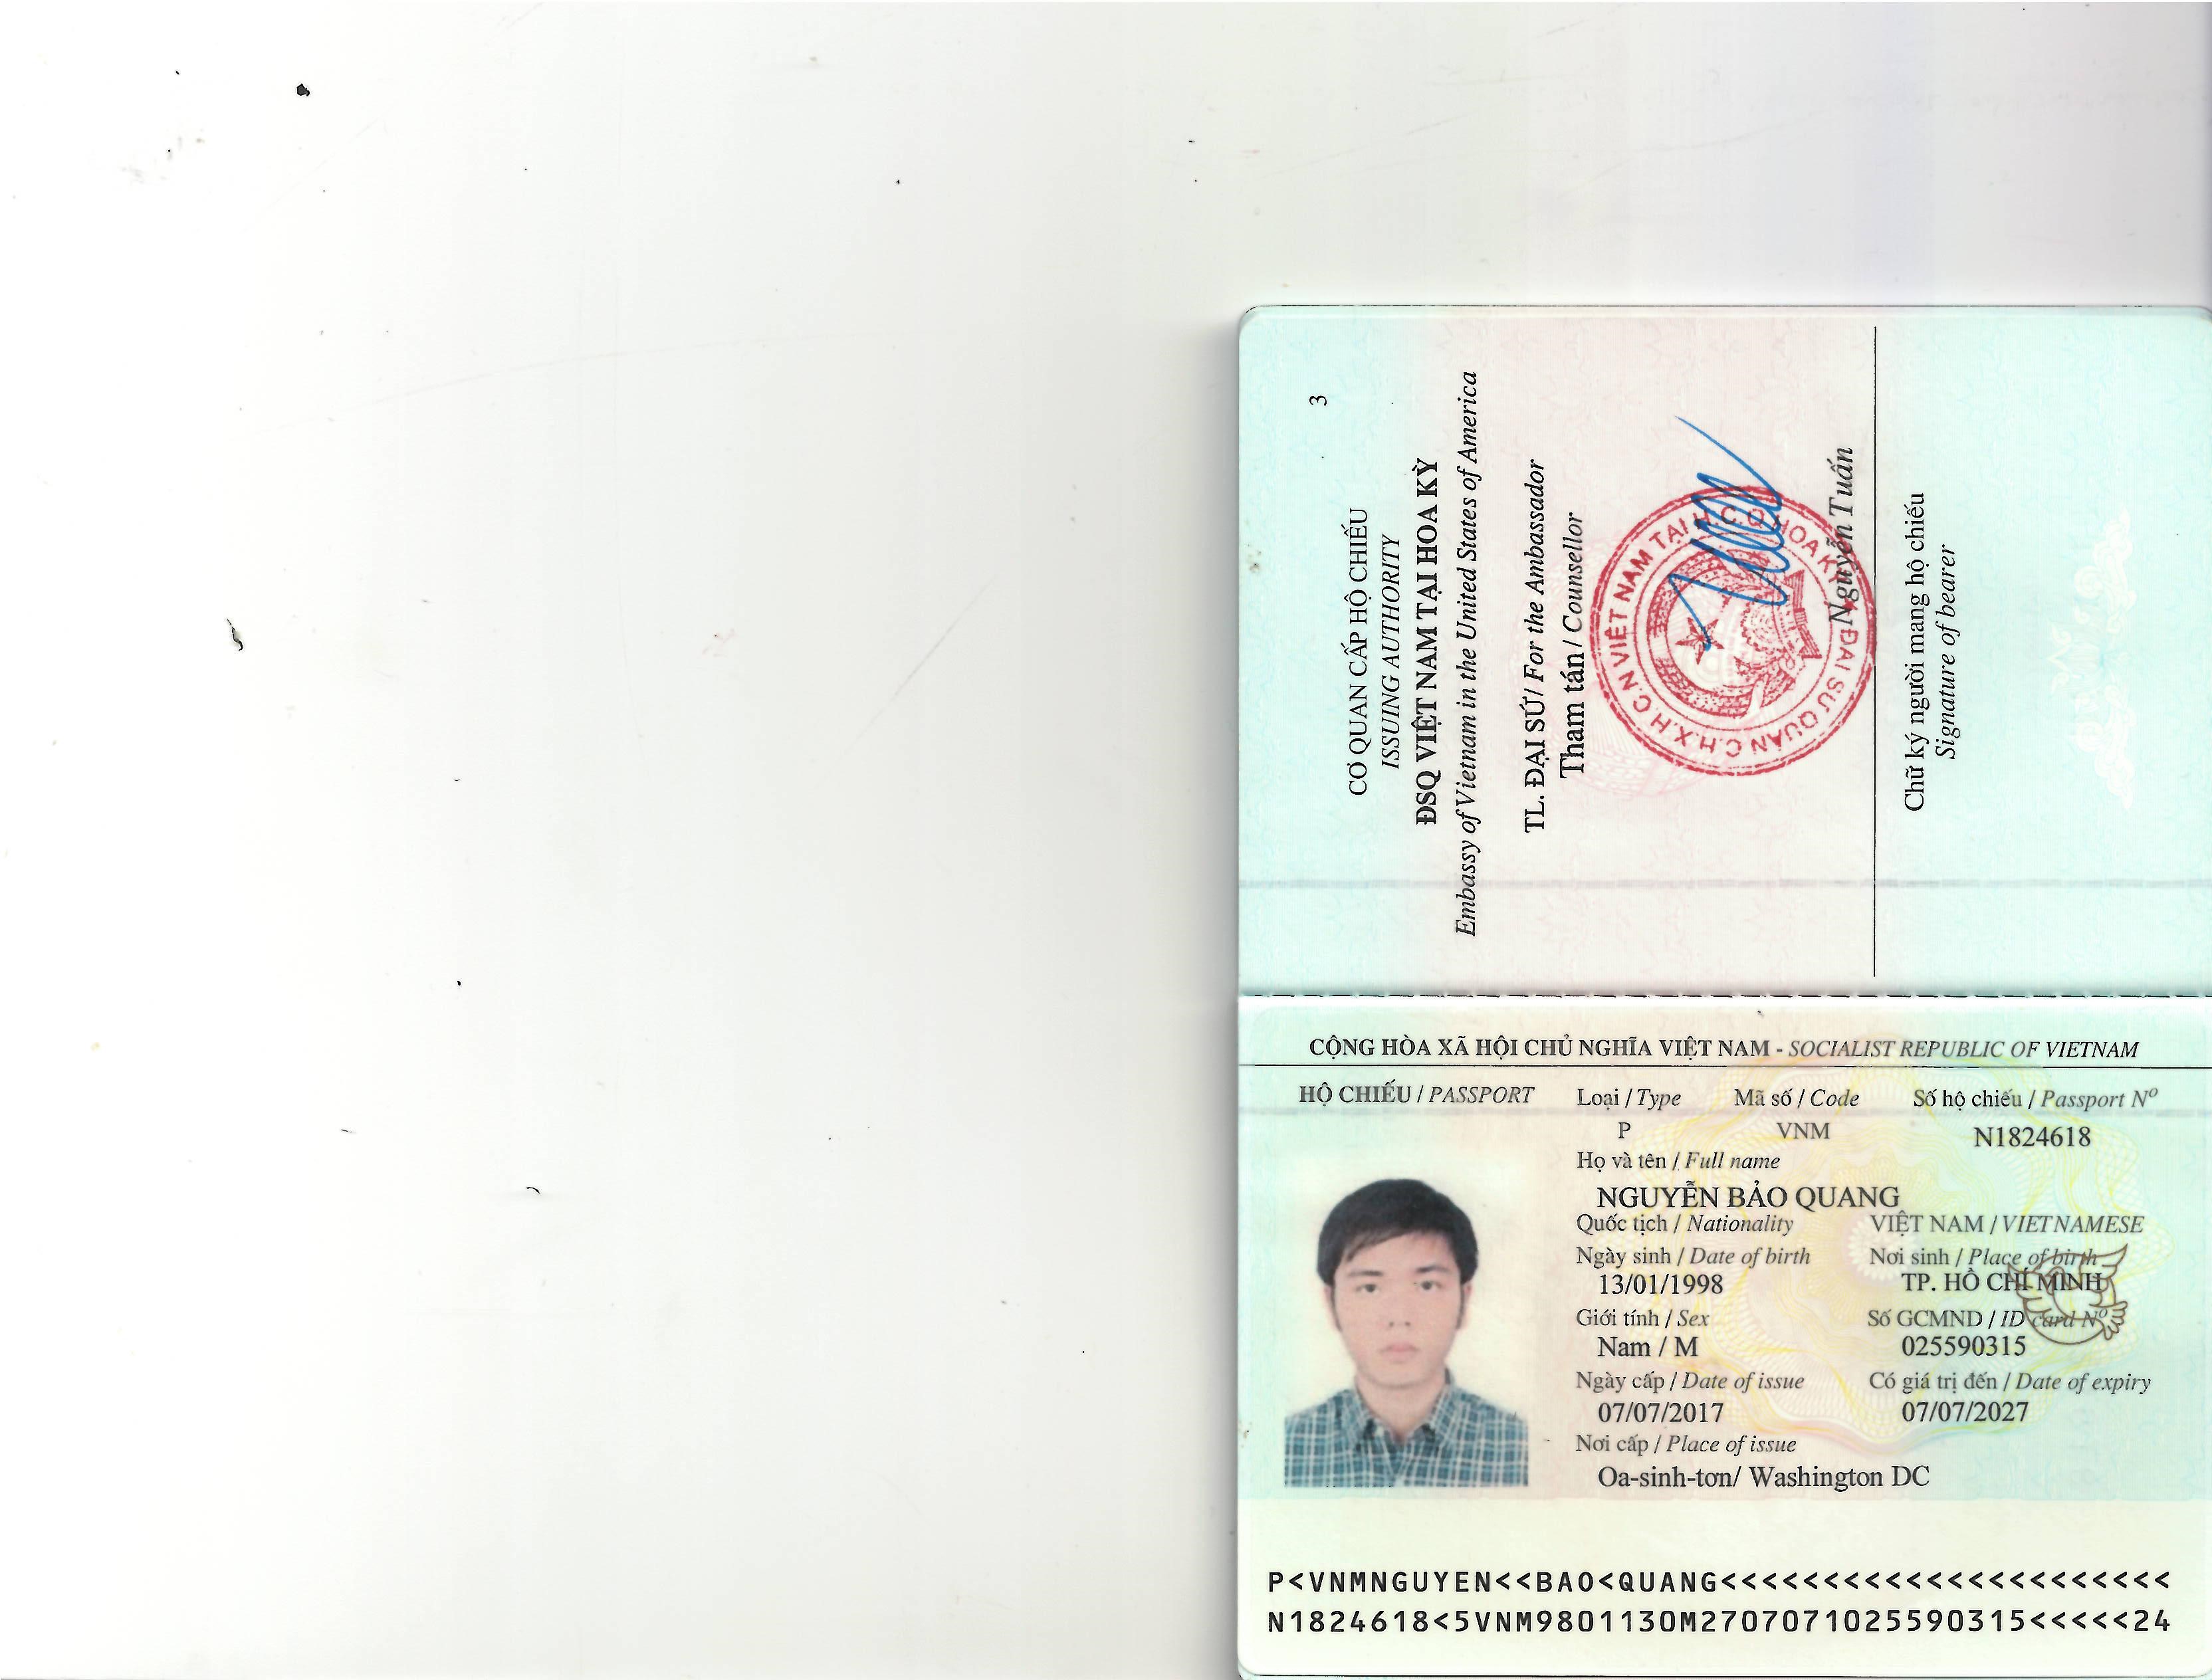 3
CƠ QUAN CẤP HỘ CHIẾU
ISSUING AUTHORITY
ĐSQ VIỆT NAM TẠI HOA KỲ
Embassy of Vietnam in the United States of America
TL. ĐẠI SỨ / For the Ambassador
Tham tán / Counsellor
ĐẠI SỨ QUÁN C.H.X.H.C.N VIỆT NAM TẠI H.C.Q HOA KỲ
Nguyễn Tuấn
Chữ ký người mang hộ chiếu
Signature of bearer
CỘNG HÒA XÃ HỘI CHỦ NGHĨA VIỆT NAM - SOCIALIST REPUBLIC OF VIETNAM
HỘ CHIẾU / PASSPORT Loại / Type Mã số / Code Số hộ chiếu / Passport Nº
P VNM N1824618
Họ và tên / Full name
NGUYỄN BẢO QUANG
Quốc tịch / Nationality VIỆT NAM / VIETNAMESE
Ngày sinh / Date of birth Nơi sinh / Place of birth
13/01/1998 TP. HỒ CHÍ MINH
Giới tính / Sex Số GCMND / ID card Nº
Nam / M 025590315
Ngày cấp / Date of issue Có giá trị đến / Date of expiry
07/07/2017 07/07/2027
Nơi cấp / Place of issue
Oa-sinh-tơn/ Washington DC
P<VNMNGUYEN<<BAO<QUANG<<<<<<<<<<<<<<<<<<<<<<
N1824618<5VNM9801130M2707071025590315<<<<<24